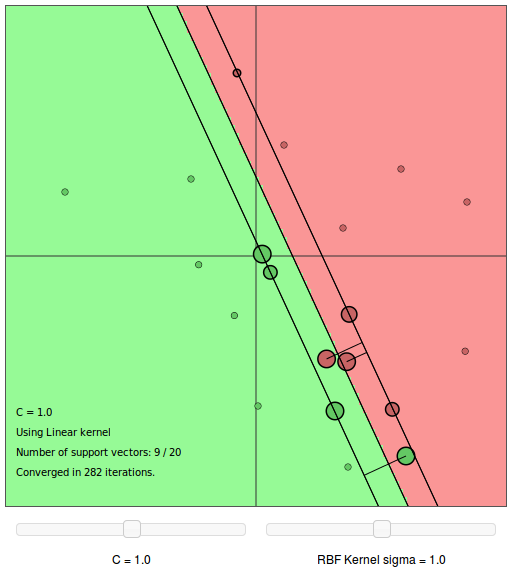 C = 1.0
Using Linear kernel
Number of support vectors: 9 / 20
Converged in 282 iterations.
C = 1.0
RBF Kernel sigma = 1.0